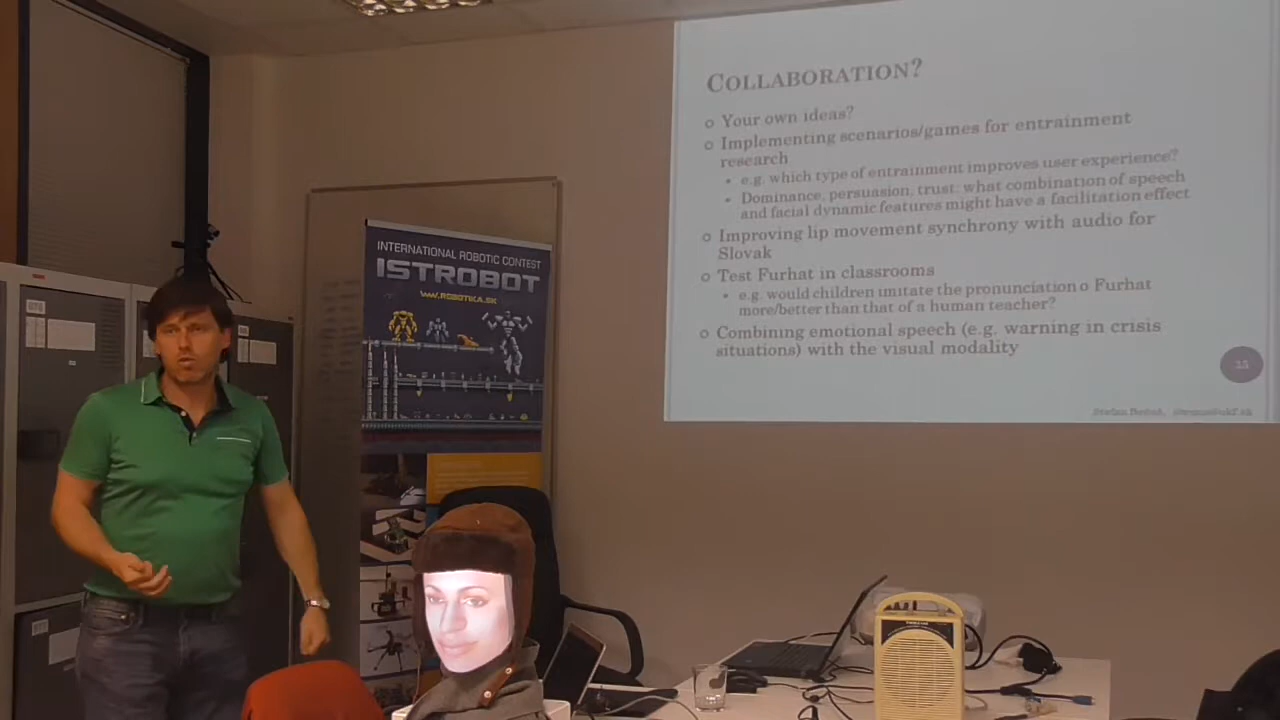 COLLABORATION?
Your own ideas?
Implementing scenarios/games for entrainment
research
e.g. which type of entrainment improves user experience?
Dominance, persuasion, trust: what combination of speech
and facial dynamic features might have a facilitation effect
Improving lip movement synchrony with audio for
Slovak
Test Furhat in classrooms
e.g. would children imitate the pronunciation o Furhat
more/better than that of a human teacher?
Combining emotional speech (e.g. warning in crisis
situations) with the visual modality
INTERNATIONAL ROBOTIC CONTEST
ISTROBOT
WWW.ROBOTIKA.SK